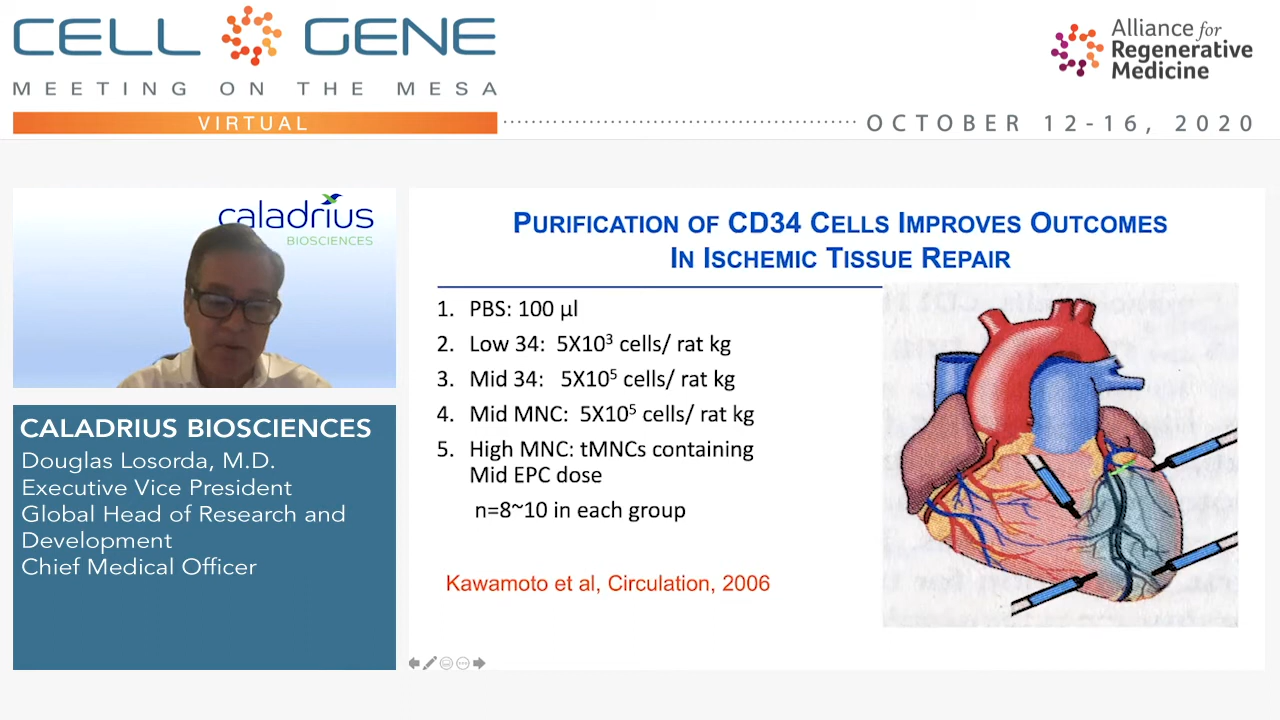 CELL GENE
MEETING ON THE MESA
VIRTUAL
Alliance for
Regenerative
Medicine
OCTOBER 12-16, 2020
caladrius
BIOSCIENCES
CALADRIUS BIOSCIENCES
Douglas Losorda, M.D.
Executive Vice President
Global Head of Research and
Development
Chief Medical Officer
PURIFICATION OF CD34 CELLS IMPROVES OUTCOMES
IN ISCHEMIC TISSUE REPAIR
1. PBS: 100 µl
2. Low 34: 5X10³ cells/ rat kg
3. Mid 34: 5X10⁵ cells/ rat kg
4. Mid MNC: 5X10⁵ cells/ rat kg
5. High MNC: tMNCs containing
Mid EPC dose
n=8~10 in each group
Kawamoto et al, Circulation, 2006